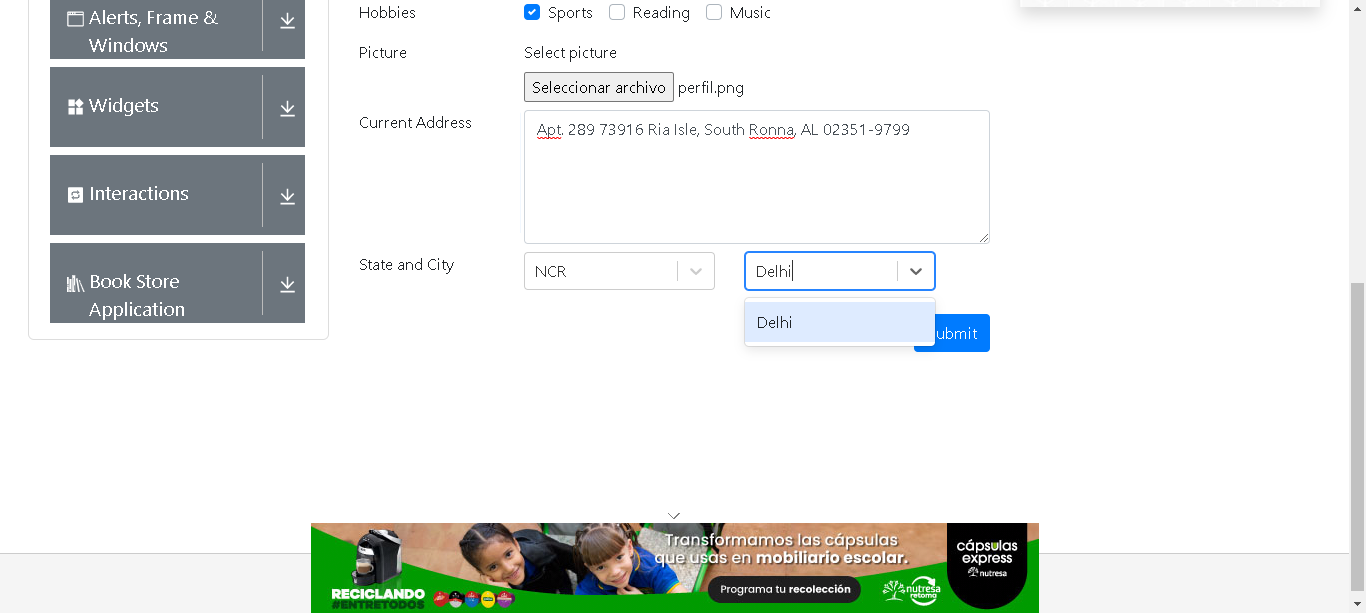 Alerts, Frame &
Windows
Widgets
Interactions
Book Store
Application
Hobbies
Sports Reading Music
Picture
Select picture
Seleccionar archivo perfil.png
Current Address
Apt. 289 73916 Ria Isle, South Ronna, AL 02351-9799
State and City
NCR
Delhi
Delhi
ubmit
Transformamos las cápsulas
que usas en mobiliario escolar.
Programa tu recolección
RECICLANDO
#ENTRETODOS
nutresa
retoma
cápsulas
express
nutresa